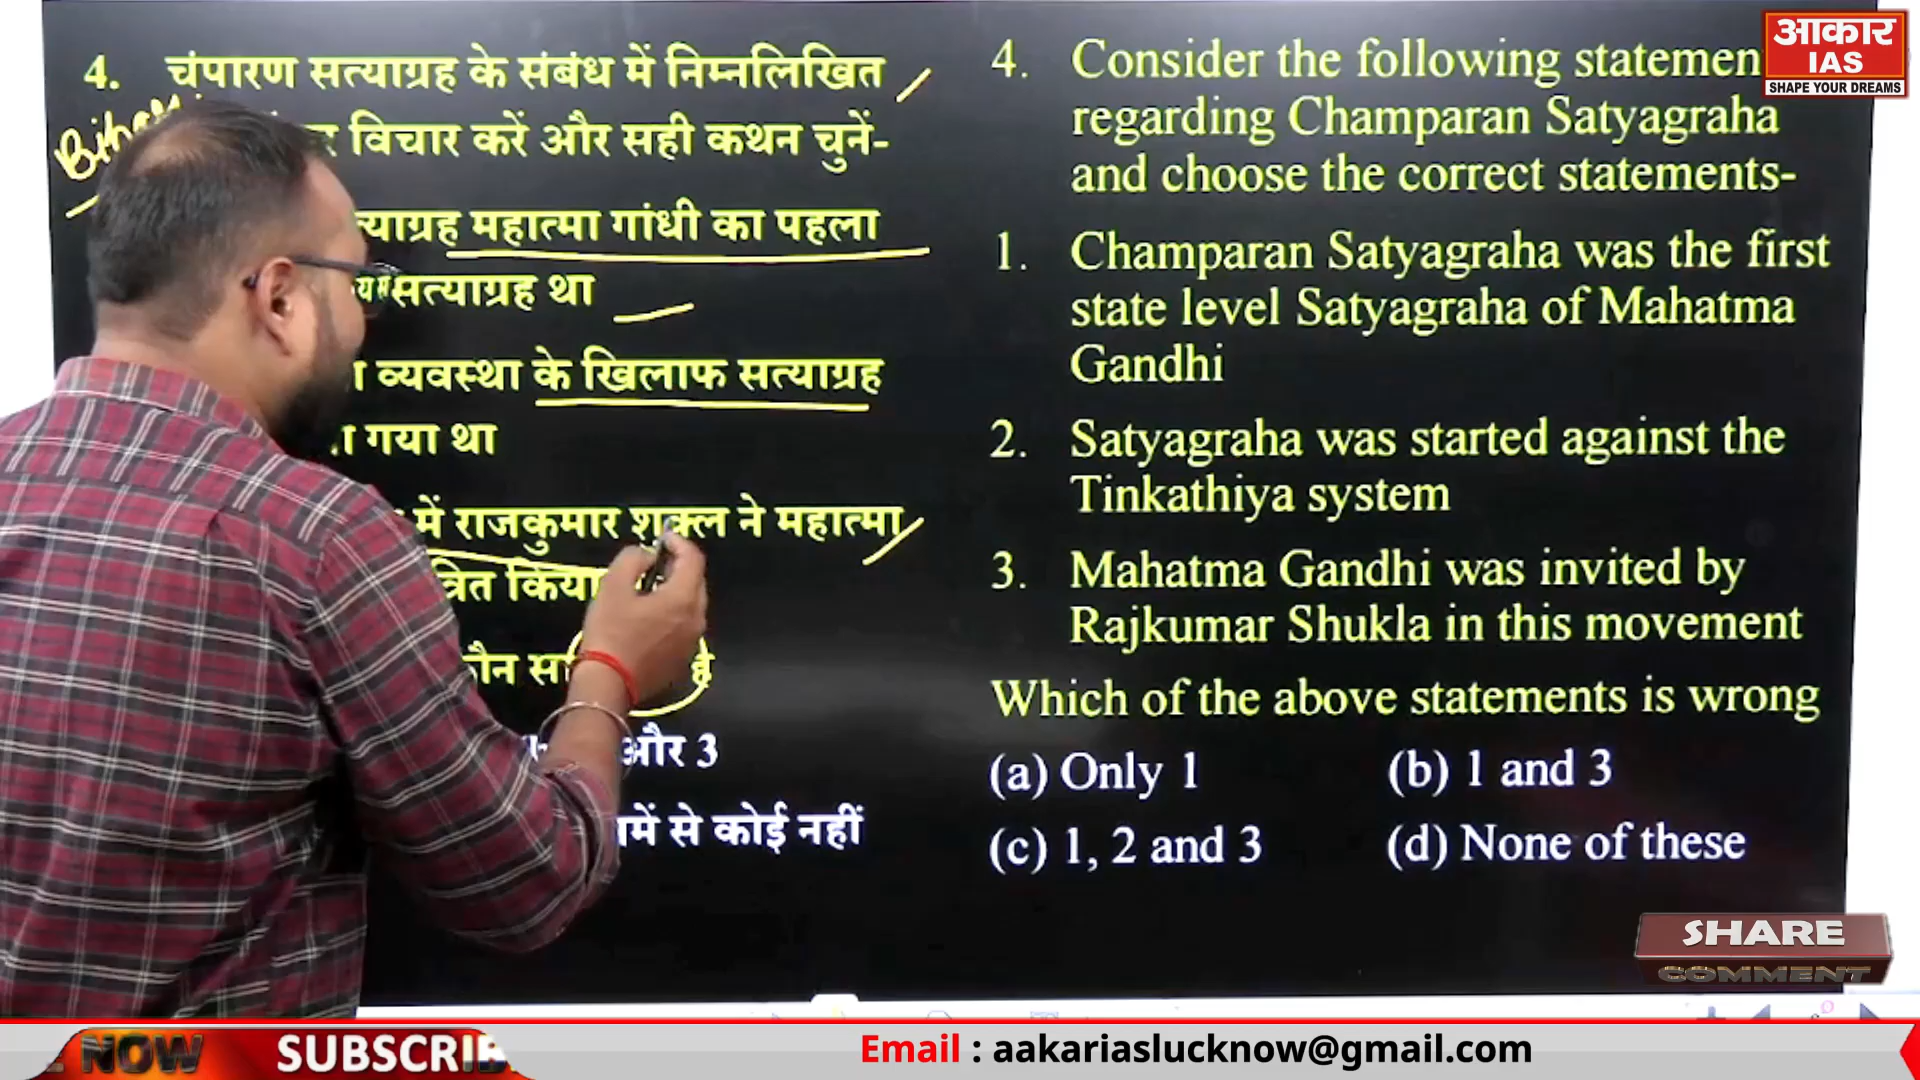 4. चंपारण सत्याग्रह के संबंध में निम्नलिखित
विचार करें और सही कथन चुनें-
महात्मा गांधी का पहला
सत्याग्रह था
व्यवस्था के खिलाफ सत्याग्रह
गया था
में राजकुमार शुक्ल ने महात्मा
किया
और 3
से कोई नहीं
4. Consider the following
regarding Champaran Satyagraha
and choose the correct statements-
1. Champaran Satyagraha was the first
state level Satyagraha of Mahatma
Gandhi
2. Satyagraha was started against the
Tinkathiya system
3. Mahatma Gandhi was invited by
Rajkumar Shukla in this movement
Which of the above statements is wrong
(a) Only 1 (b) 1 and 3
(c) 1, 2 and 3 (d) None of these
आकार
IAS
SHAPE YOUR DREAMS
SHARE
COMMENT
NOW SUBSCRIB
Email : aakariaslucknow@gmail.com